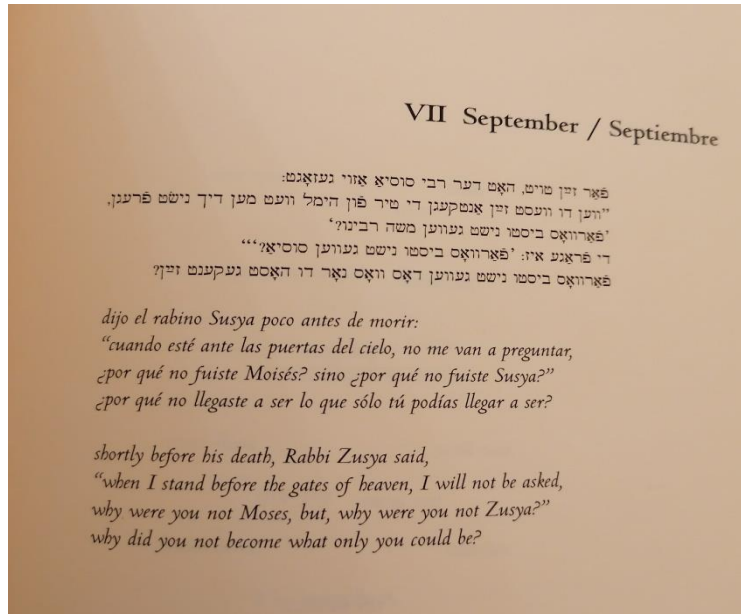 VII September / Septiembre
פֿאַר זײַן טויט, האָט דער רבי סוסיאַ אַזוי געזאָגט:
"ווען דו וועסט זײַן אַנטקעגן די טיר פֿון הימל וועט מען דיך נישט פֿרעגן,
'פֿאַרוואָס ביסטו נישט געווען משה רבינו?'
די פֿראַגע איז: 'פֿאַרוואָס ביסטו נישט געווען סוסיאַ?'"
פֿאַרוואָס ביסטו נישט געווען דאָס וואָס נאָר דו האָסט געקענט זײַן?
dijo el rabino Susya poco antes de morir:
“cuando esté ante las puertas del cielo, no me van a preguntar,
¿por qué no fuiste Moisés? sino ¿por qué no fuiste Susya?”
¿por qué no llegaste a ser lo que sólo tú podías llegar a ser?
shortly before his death, Rabbi Zusya said,
“when I stand before the gates of heaven, I will not be asked,
why were you not Moses, but, why were you not Zusya?”
why did you not become what only you could be?